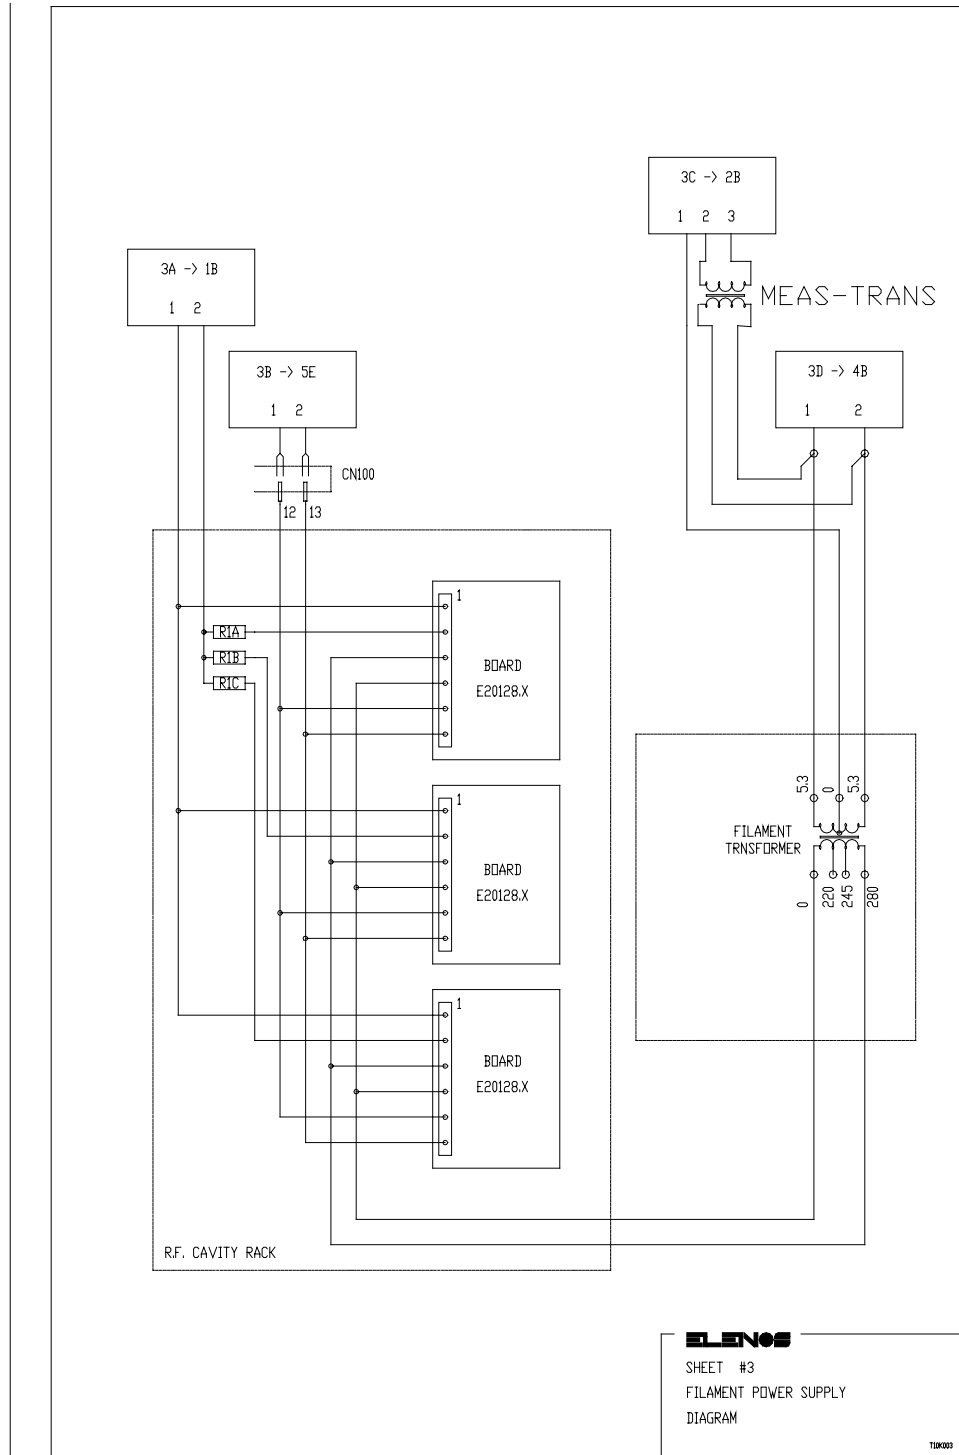 3C -> 2B
1 2 3
MEAS-TRANS
3A -> 1B
1 2
3B -> 5E
1 2
CN100
12 13
3D -> 4B
1 2
1
R1A
R1B
R1C
BOARD
E20128.X
5.3 0 5.3
FILAMENT
TRNSFORMER
0 220 245 280
1
BOARD
E20128.X
1
BOARD
E20128.X
R.F. CAVITY RACK
ELENOS
SHEET #3
FILAMENT POWER SUPPLY
DIAGRAM
T10K003